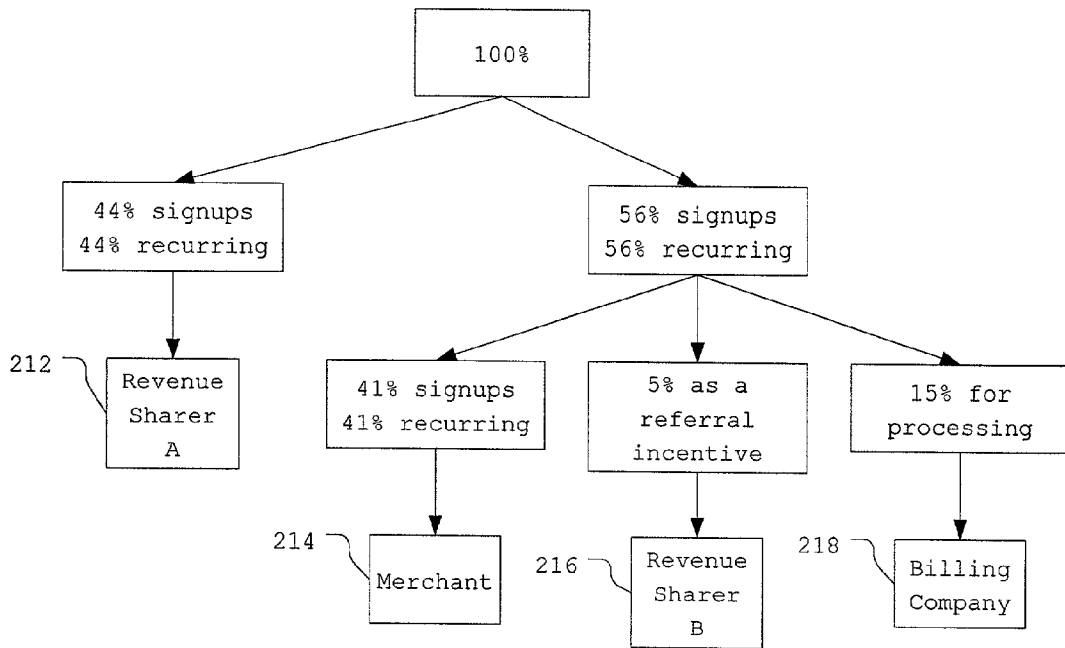 100%
44% signups
44% recurring
56% signups
56% recurring
212
Revenue
Sharer
A
41% signups
41% recurring
5% as a
referral
incentive
15% for
processing
214
Merchant
216
Revenue
Sharer
B
218
Billing
Company